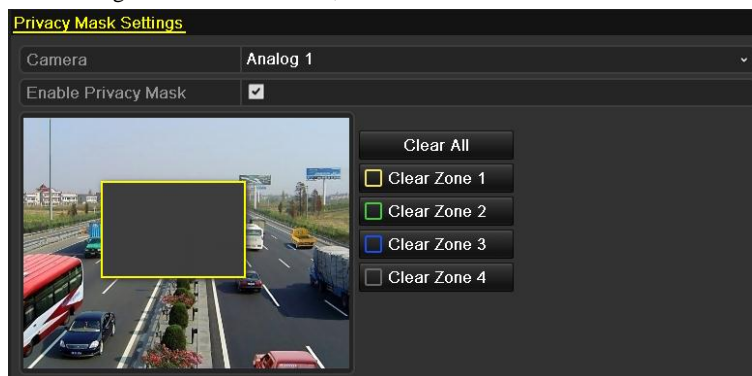 Privacy Mask Settings
Camera Analog 1
Enable Privacy Mask
Clear All
Clear Zone 1
Clear Zone 2
Clear Zone 3
Clear Zone 4